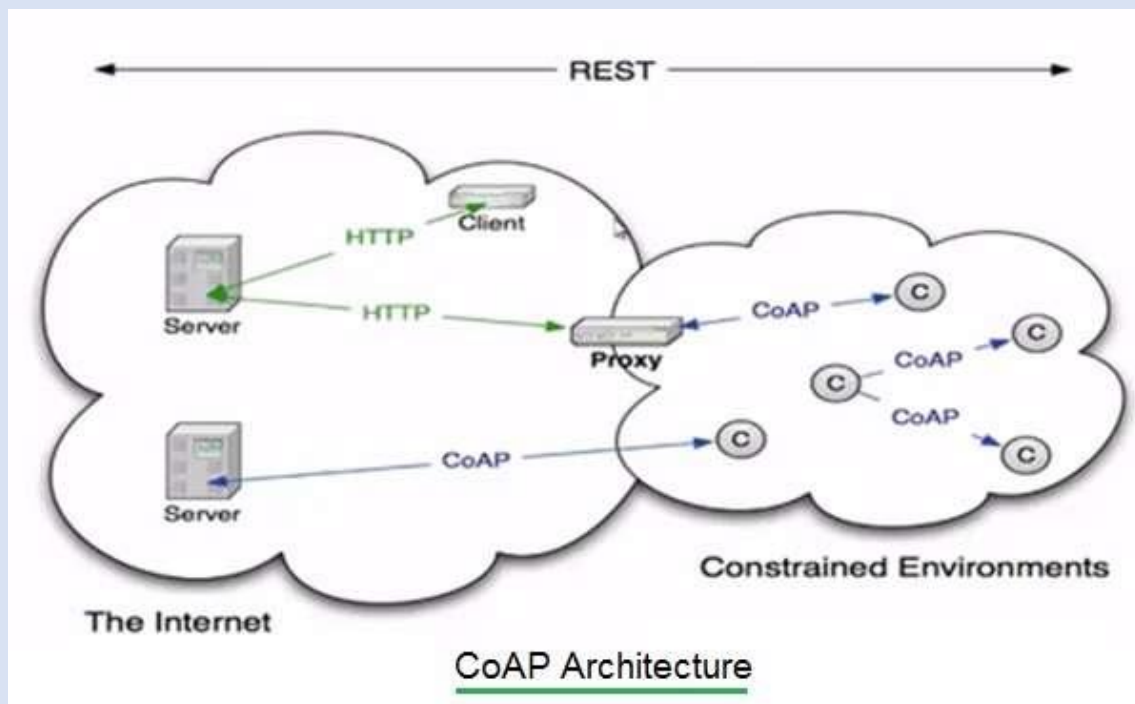 REST
Client
HTTP
Server
HTTP
Proxy
CoAP
C
C
CoAP
C
CoAP
C
C
CoAP
Server
Constrained Environments
The Internet
CoAP Architecture